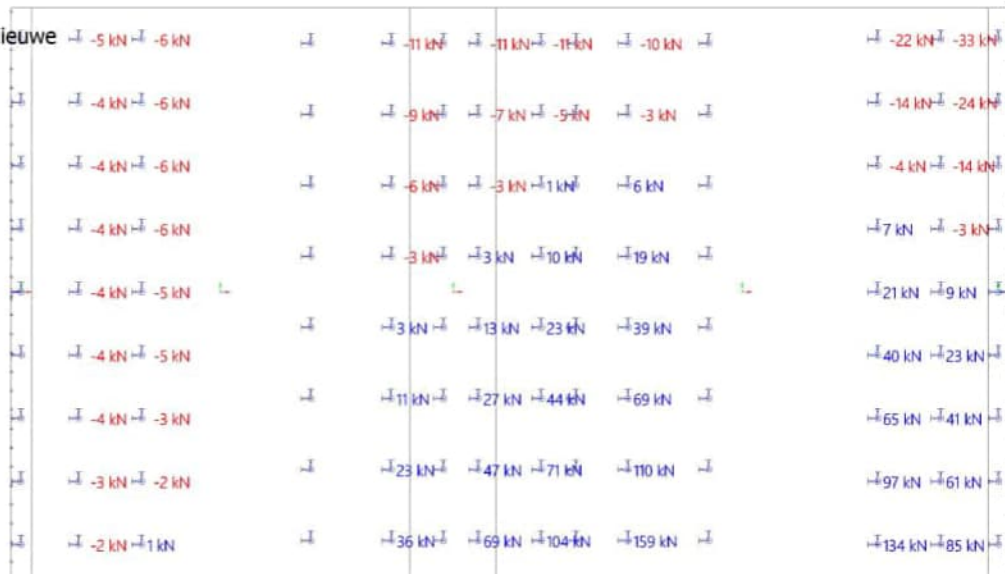 ieuwe -5 kN -6 kN -11 kN -11 kN -11 kN -10 kN -22 kN -33 kN
-4 kN -6 kN -9 kN -7 kN -5 kN -3 kN -14 kN -24 kN
-4 kN -6 kN -6 kN -3 kN 1 kN 6 kN -4 kN -14 kN
-4 kN -6 kN -3 kN 3 kN 10 kN 19 kN 7 kN -3 kN
-4 kN -5 kN 21 kN 9 kN
3 kN 13 kN 23 kN 39 kN
-4 kN -5 kN 40 kN 23 kN
11 kN 27 kN 44 kN 69 kN
-4 kN -3 kN 65 kN 41 kN
23 kN 47 kN 71 kN 110 kN
-3 kN -2 kN 97 kN 61 kN
-2 kN 1 kN 36 kN 69 kN 104 kN 159 kN 134 kN 85 kN